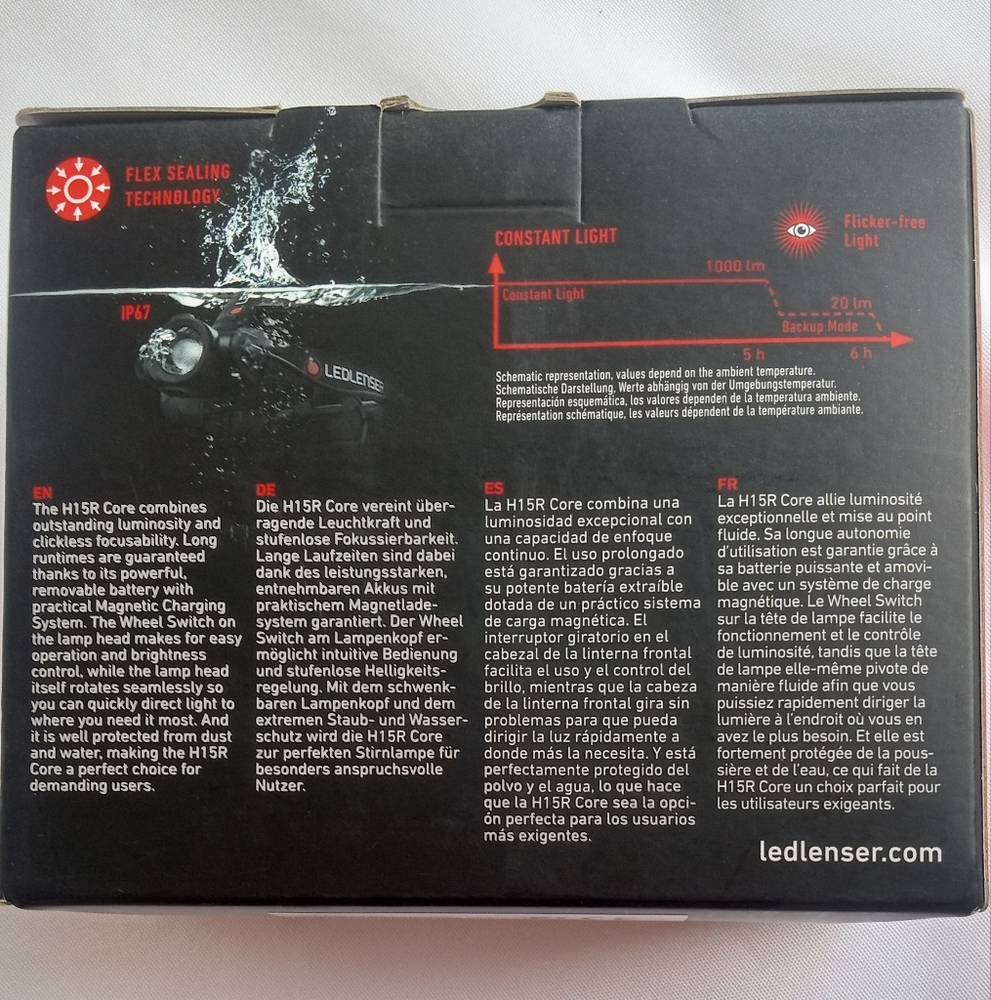 FLEX SEALING
TECHNOLOGY
IP67
LEDLENSER
CONSTANT LIGHT
Flicker-free
Light
1000 lm
Constant Light
20 lm
Backup Mode
5 h
6 h
Schematic representation, values depend on the ambient temperature.
Schematische Darstellung, Werte abhängig von der Umgebungstemperatur.
Representación esquemática, los valores dependen de la temperatura ambiente.
Représentation schématique, les valeurs dépendent de la température ambiante.
EN
The H15R Core combines
outstanding luminosity and
clickless focusability. Long
runtimes are guaranteed
thanks to its powerful,
removable battery with
practical Magnetic Charging
System. The Wheel Switch on
the lamp head makes for easy
operation and brightness
control, while the lamp head
itself rotates seamlessly so
you can quickly direct light to
where you need it most. And
it is well protected from dust
and water, making the H15R
Core a perfect choice for
demanding users.
DE
Die H15R Core vereint über-
ragende Leuchtkraft und
stufenlose Fokussierbarkeit.
Lange Laufzeiten sind dabei
dank des leistungsstarken,
entnehmbaren Akkus mit
praktischem Magnetlade-
system garantiert. Der Wheel
Switch am Lampenkopf er-
möglicht intuitive Bedienung
und stufenlose Helligkeits-
regelung. Mit dem schwenk-
baren Lampenkopf und dem
extremen Staub- und Wasser-
schutz wird die H15R Core
zur perfekten Stirnlampe für
besonders anspruchsvolle
Nutzer.
ES
La H15R Core combina una
luminosidad excepcional con
una capacidad de enfoque
continuo. El uso prolongado
está garantizado gracias a
su potente batería extraíble
dotada de un práctico sistema
de carga magnética. El
interruptor giratorio en el
cabezal de la linterna frontal
facilita el uso y el control del
brillo, mientras que la cabeza
de la linterna frontal gira sin
problemas para que pueda
dirigir la luz rápidamente a
donde más la necesita. Y está
perfectamente protegido del
polvo y el agua, lo que hace
que la H15R Core sea la opci-
ón perfecta para los usuarios
más exigentes.
FR
La H15R Core allie luminosité
exceptionnelle et mise au point
fluide. Sa longue autonomie
d'utilisation est garantie grâce à
sa batterie puissante et amovi-
ble avec un système de charge
magnétique. Le Wheel Switch
sur la tête de lampe facilite le
fonctionnement et le contrôle
de luminosité, tandis que la tête
de lampe elle-même pivote de
manière fluide afin que vous
puissiez rapidement diriger la
lumière à l'endroit où vous en
avez le plus besoin. Et elle est
fortement protégée de la pous-
sière et de l'eau, ce qui fait de la
H15R Core un choix parfait pour
les utilisateurs exigeants.
ledlenser.com